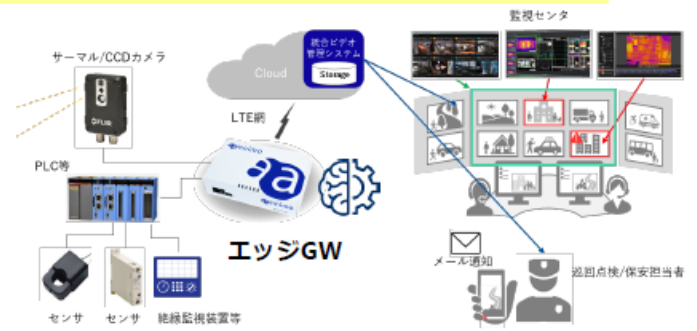 監視センタ
サーマル/CCDカメラ
統合ビデオ
管理システム
Storage
Cloud
LTE網
FLIR
PLC等
エッジGW
メール通知
巡回点検/保安担当者
センサ
センサ
絶縁監視装置等